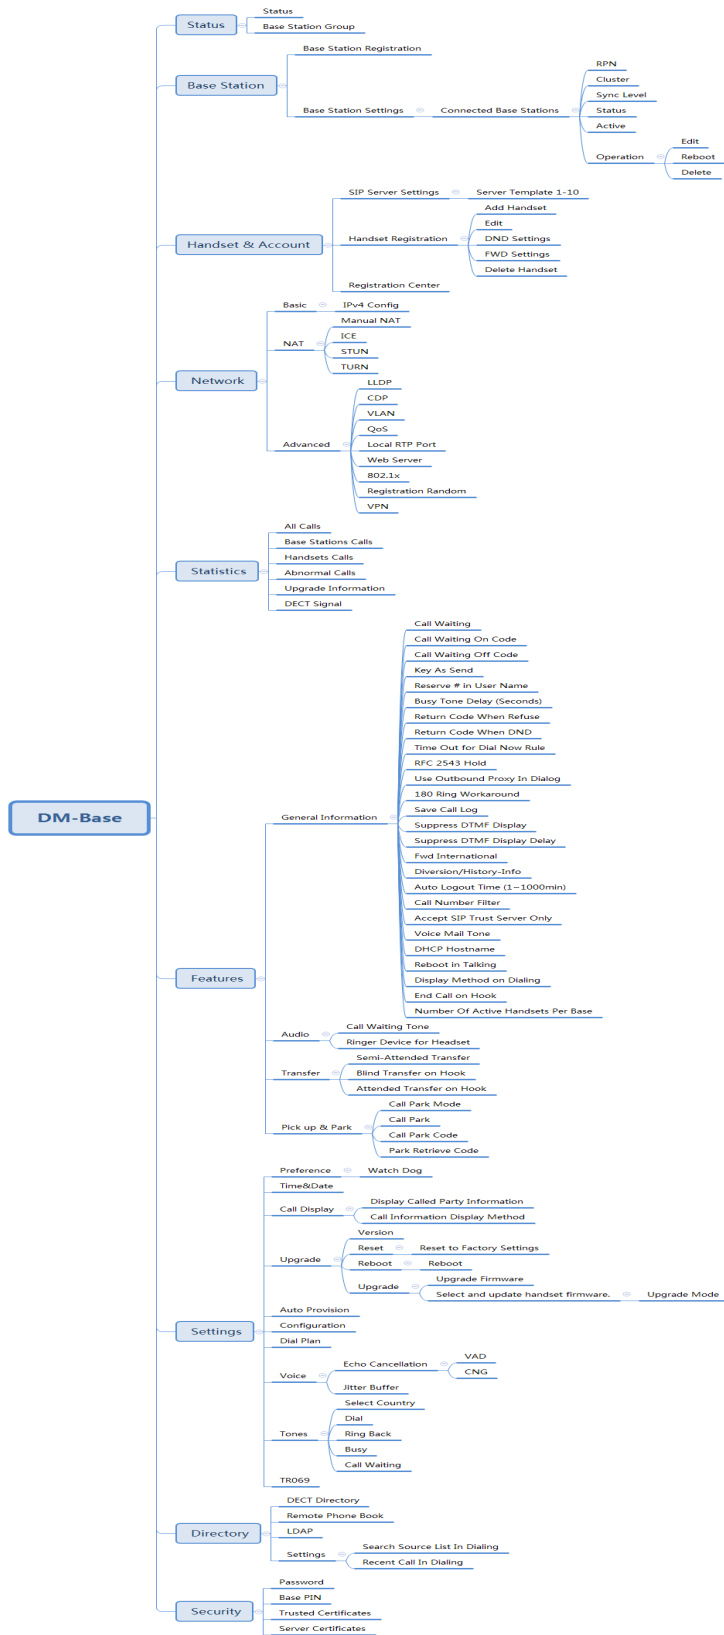 DM-Base
Status
Status
Base Station Group
Base Station
Base Station Registration
Base Station Settings
Connected Base Stations
RPN
Cluster
Sync Level
Status
Active
Operation
Edit
Reboot
Delete
Handset & Account
SIP Server Settings
Server Template 1-10
Handset Registration
Add Handset
Edit
DND Settings
FWD Settings
Delete Handset
Registration Center
Network
Basic
IPv4 Config
NAT
Manual NAT
ICE
STUN
TURN
Advanced
LLDP
CDP
VLAN
QoS
Local RTP Port
Web Server
802.1x
Registration Random
VPN
Statistics
All Calls
Base Stations Calls
Handsets Calls
Abnormal Calls
Upgrade Information
DECT Signal
Features
General Information
Call Waiting
Call Waiting On Code
Call Waiting Off Code
Key As Send
Reserve # in User Name
Busy Tone Delay (Seconds)
Return Code When Refuse
Return Code When DND
Time Out for Dial Now Rule
RFC 2543 Hold
Use Outbound Proxy In Dialog
180 Ring Workaround
Save Call Log
Suppress DTMF Display
Suppress DTMF Display Delay
Fwd International
Diversion/History-Info
Auto Logout Time (1~1000min)
Call Number Filter
Accept SIP Trust Server Only
Voice Mail Tone
DHCP Hostname
Reboot in Talking
Display Method on Dialing
End Call on Hook
Number Of Active Handsets Per Base
Audio
Call Waiting Tone
Ringer Device for Headset
Transfer
Semi-Attended Transfer
Blind Transfer on Hook
Attended Transfer on Hook
Pick up & Park
Call Park Mode
Call Park
Call Park Code
Park Retrieve Code
Settings
Preference
Watch Dog
Time&Date
Call Display
Display Called Party Information
Call Information Display Method
Upgrade
Version
Reset
Reset to Factory Settings
Reboot
Reboot
Upgrade
Upgrade Firmware
Select and update handset firmware.
Upgrade Mode
Auto Provision
Configuration
Dial Plan
Voice
Echo Cancellation
VAD
CNG
Jitter Buffer
Tones
Select Country
Dial
Ring Back
Busy
Call Waiting
TR069
Directory
DECT Directory
Remote Phone Book
LDAP
Settings
Search Source List In Dialing
Recent Call In Dialing
Security
Password
Base PIN
Trusted Certificates
Server Certificates